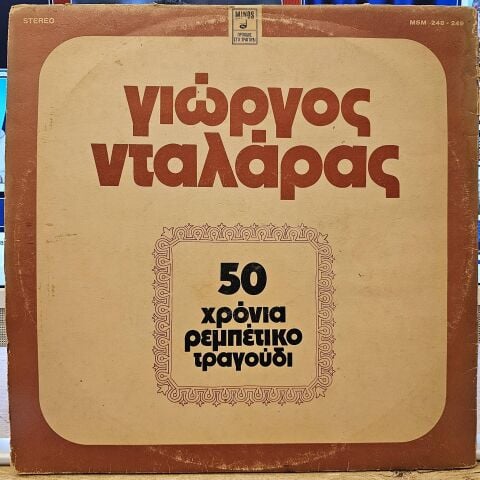 STEREO
MINOS
MSM - 248 - 249
γιώργος
νταλάρας
50
χρόνια
ρεμπέτικο
τραγούδι